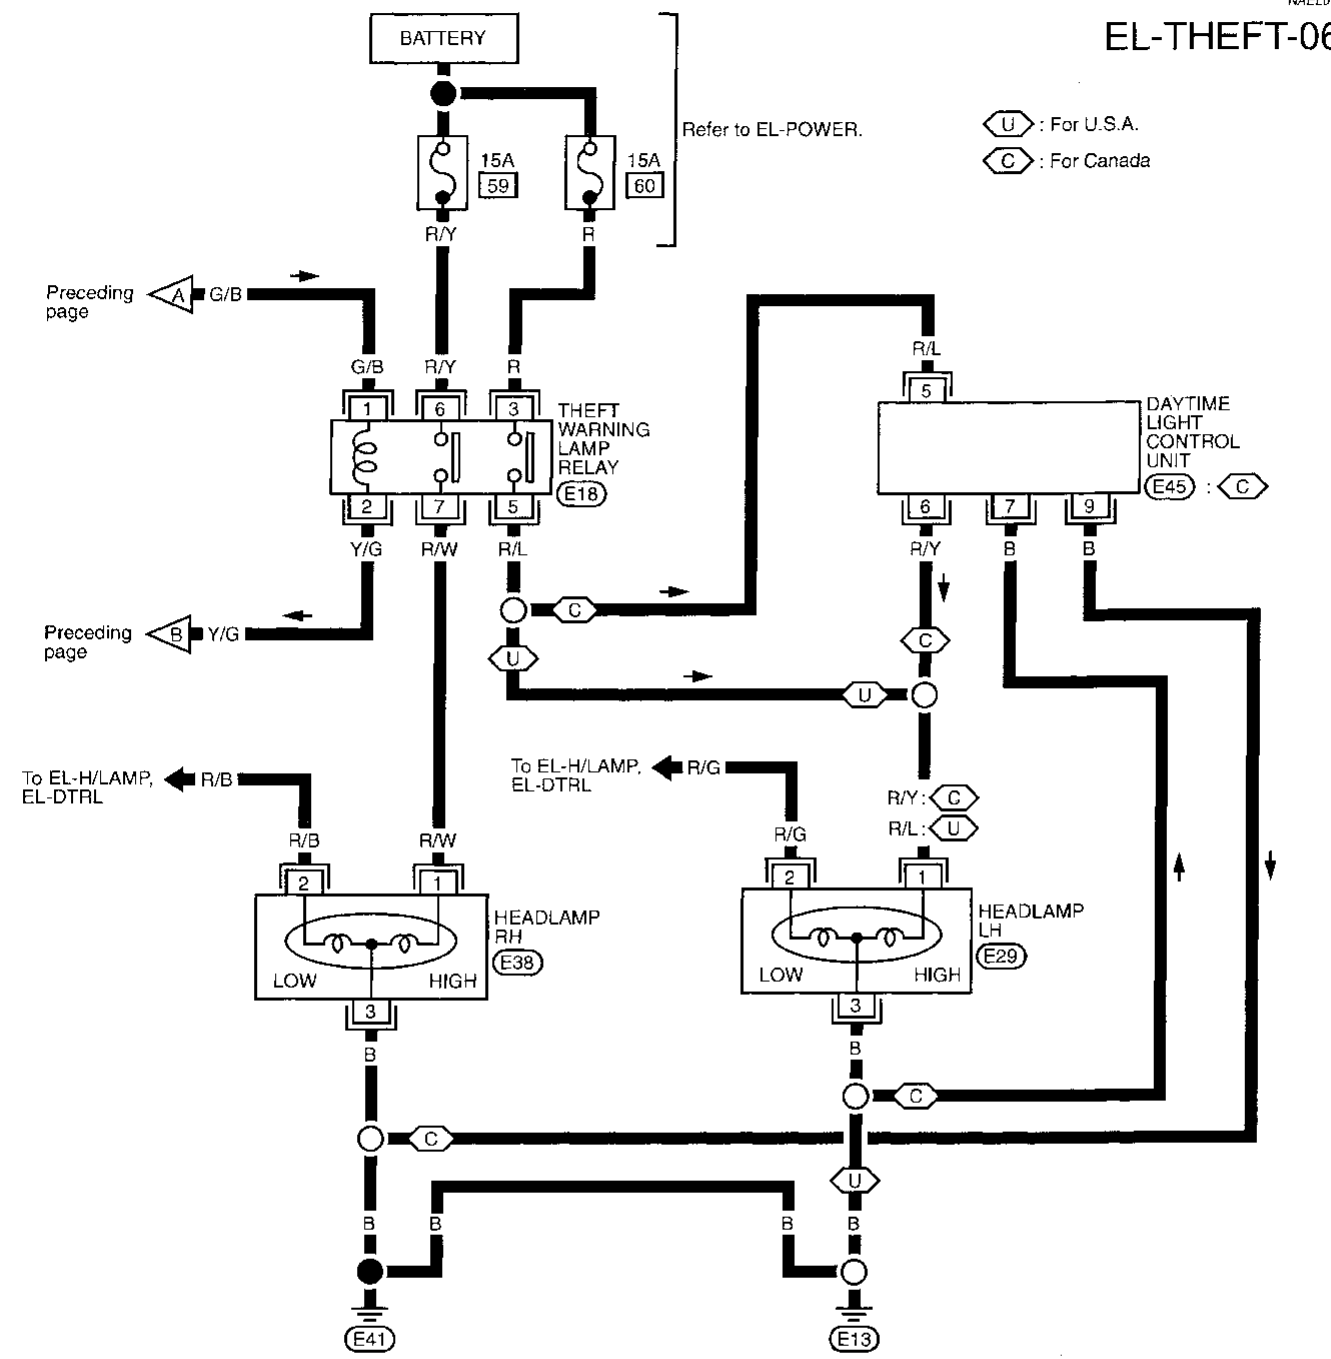 EL-THEFT-06
BATTERY
Refer to EL-POWER.
U : For U.S.A.
C : For Canada
15A
59
15A
60
R/Y
R
Preceding
page
A
G/B
R/L
G/B
R/Y
R
5
1
6
3
THEFT
WARNING
LAMP
RELAY
E18
DAYTIME
LIGHT
CONTROL
UNIT
E45 : C
2
7
5
6
7
9
Y/G
R/W
R/L
R/Y
B
B
C
Preceding
page
B
Y/G
U
C
U
To EL-H/LAMP,
EL-DTRL
R/B
To EL-H/LAMP,
EL-DTRL
R/G
R/Y: C
R/L: U
R/B
R/W
R/G
2
1
2
1
HEADLAMP
RH
E38
LOW
HIGH
HEADLAMP
LH
E29
LOW
HIGH
3
3
B
B
C
C
U
B
B
B
B
E41
E13